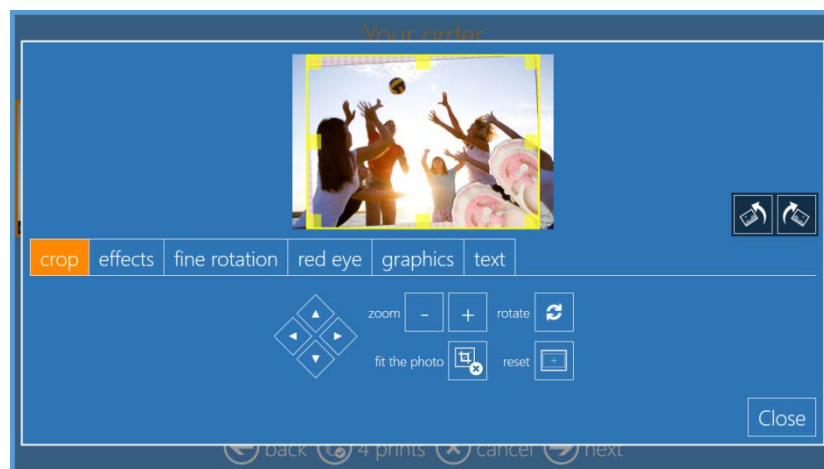 Your order
crop effects fine rotation red eye graphics text
zoom - + rotate
fit the photo reset
Close
back 4 prints cancel next